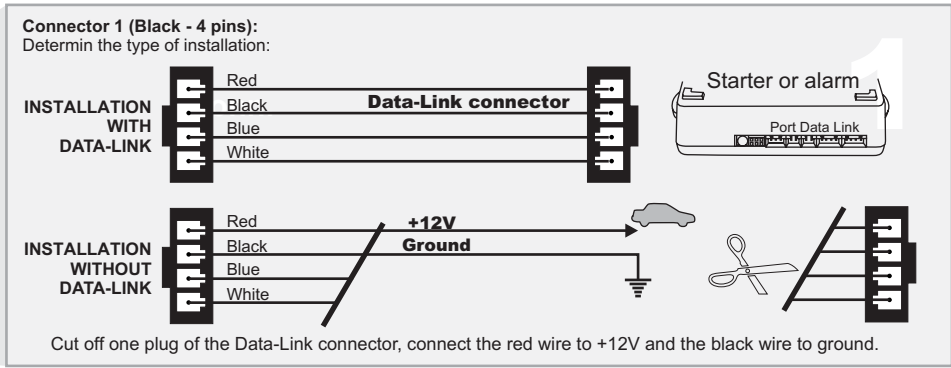 Connector 1 (Black - 4 pins):
Determin the type of installation:
1
INSTALLATION
WITH
DATA-LINK
Red
Black
Blue
White
Data-Link connector
Starter or alarm
Port Data Link
INSTALLATION
WITHOUT
DATA-LINK
Red
Black
Blue
White
+12V
Ground
Cut off one plug of the Data-Link connector, connect the red wire to +12V and the black wire to ground.